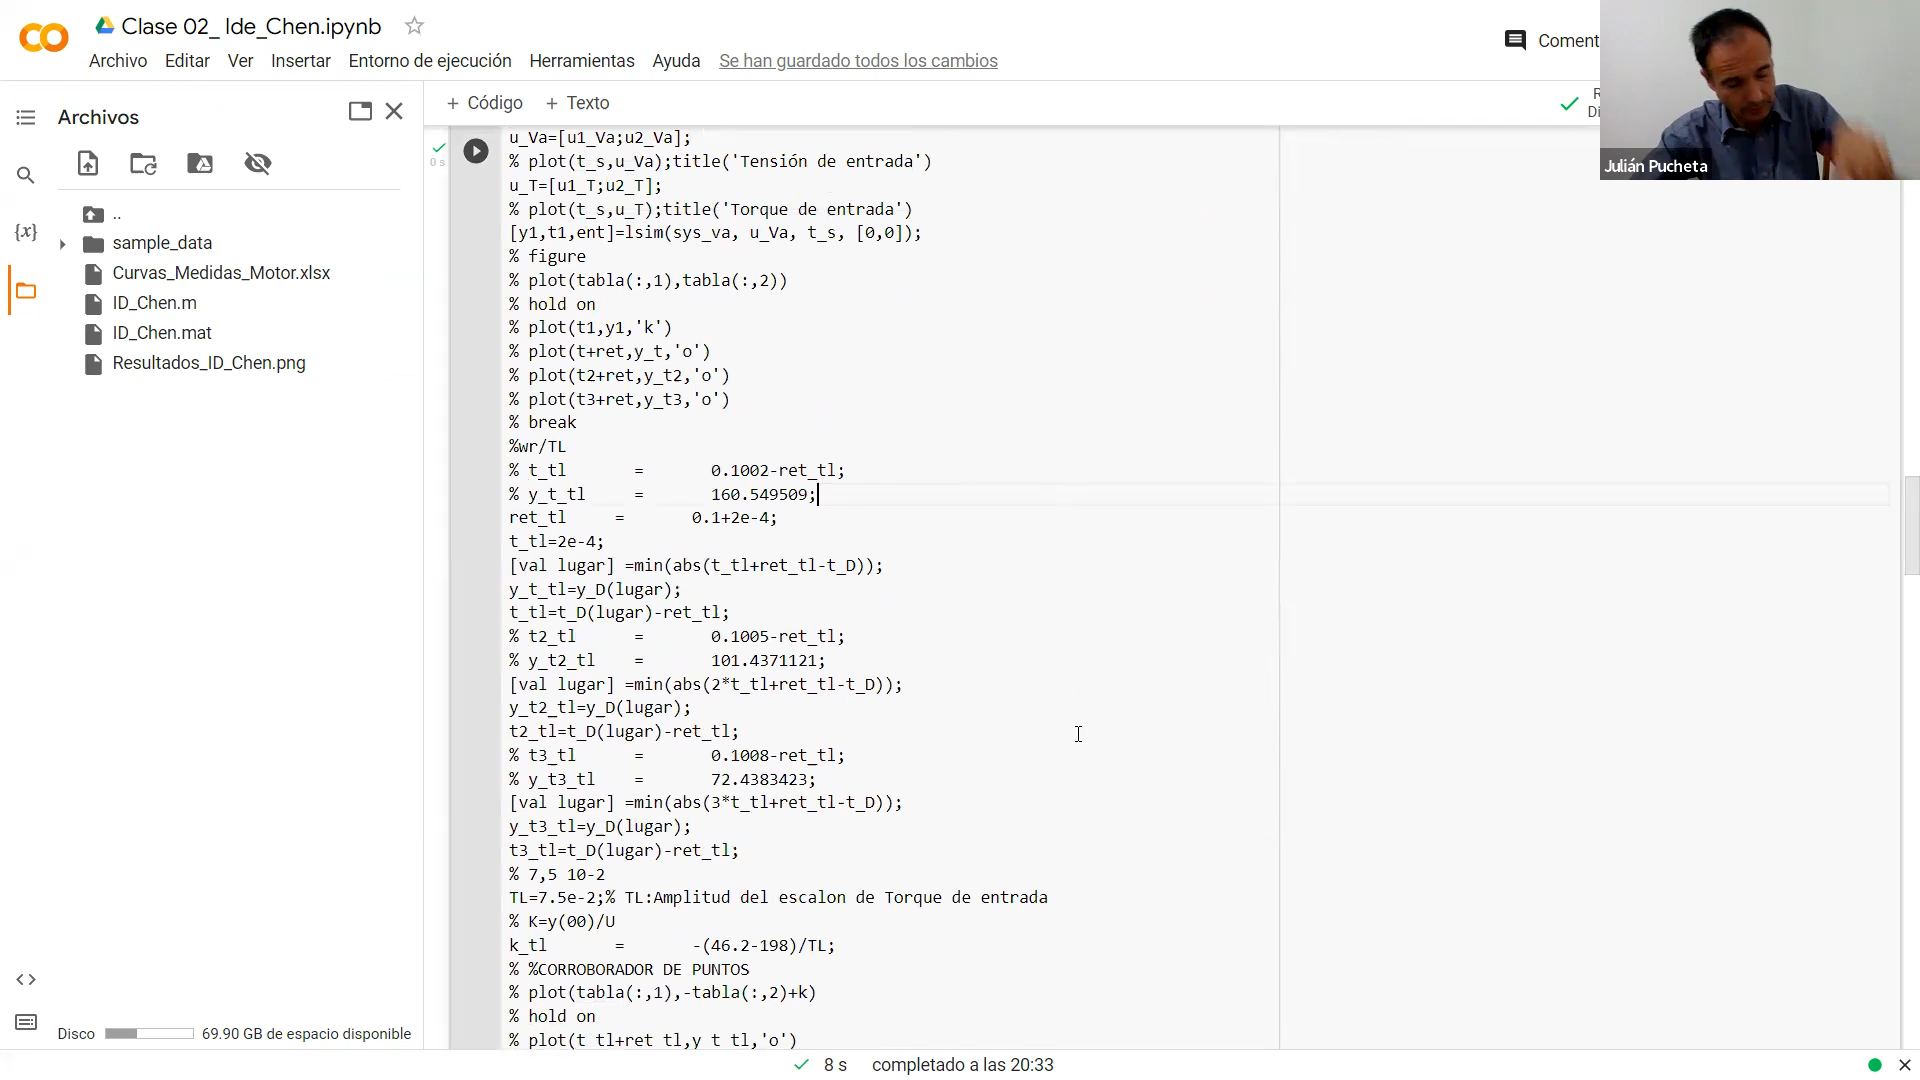 Clase 02_ Ide_Chen.ipynb
Archivo Editar Ver Insertar Entorno de ejecución Herramientas Ayuda Se han guardado todos los cambios
Coment
Julián Pucheta
Archivos
+ Código + Texto
R
Di
..
sample_data
Curvas_Medidas_Motor.xlsx
ID_Chen.m
ID_Chen.mat
Resultados_ID_Chen.png
{x}
0 s
u_Va=[u1_Va;u2_Va];
% plot(t_s,u_Va);title('Tensión de entrada')
u_T=[u1_T;u2_T];
% plot(t_s,u_T);title('Torque de entrada')
[y1,t1,ent]=lsim(sys_va, u_Va, t_s, [0,0]);
% figure
% plot(tabla(:,1),tabla(:,2))
% hold on
% plot(t1,y1,'k')
% plot(t+ret,y_t,'o')
% plot(t2+ret,y_t2,'o')
% plot(t3+ret,y_t3,'o')
% break
%wr/TL
% t_tl = 0.1002-ret_tl;
% y_t_tl = 160.549509;
ret_tl = 0.1+2e-4;
t_tl=2e-4;
[val lugar] =min(abs(t_tl+ret_tl-t_D));
y_t_tl=y_D(lugar);
t_tl=t_D(lugar)-ret_tl;
% t2_tl = 0.1005-ret_tl;
% y_t2_tl = 101.4371121;
[val lugar] =min(abs(2*t_tl+ret_tl-t_D));
y_t2_tl=y_D(lugar);
t2_tl=t_D(lugar)-ret_tl;
% t3_tl = 0.1008-ret_tl;
% y_t3_tl = 72.4383423;
[val lugar] =min(abs(3*t_tl+ret_tl-t_D));
y_t3_tl=y_D(lugar);
t3_tl=t_D(lugar)-ret_tl;
% 7,5 10-2
TL=7.5e-2;% TL:Amplitud del escalon de Torque de entrada
% K=y(00)/U
k_tl = -(46.2-198)/TL;
% %CORROBORADOR DE PUNTOS
% plot(tabla(:,1),-tabla(:,2)+k)
% hold on
% plot(t_tl+ret_tl,y_t_tl,'o')
Disco 69.90 GB de espacio disponible
8 s completado a las 20:33